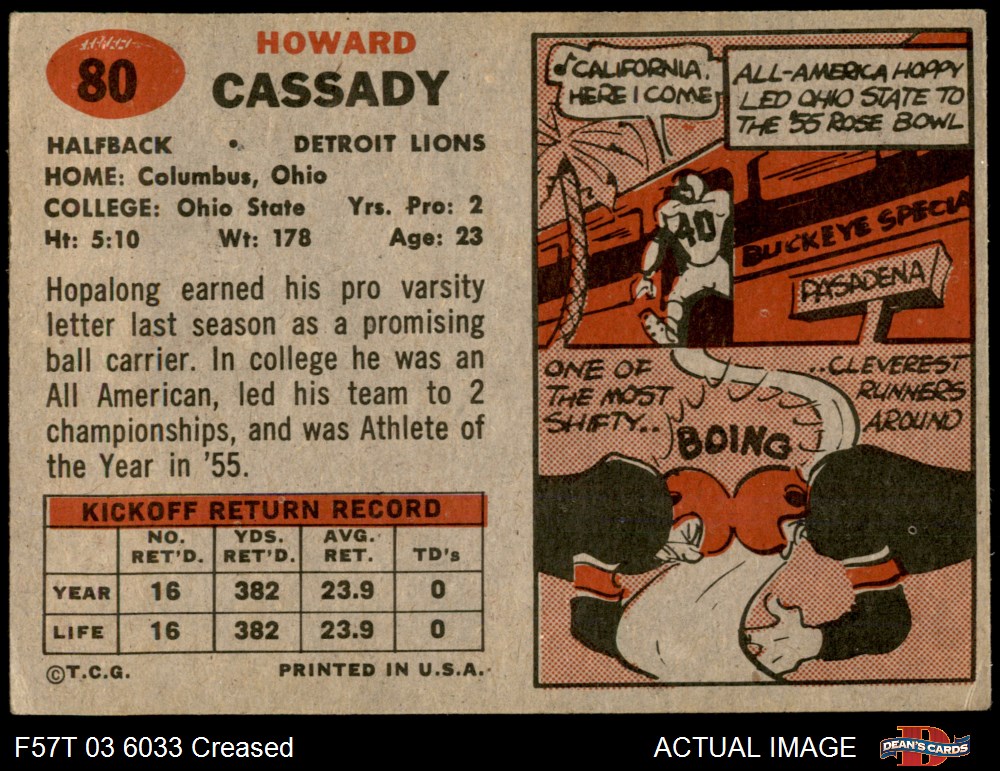 80
HOWARD
CASSADY
HALFBACK • DETROIT LIONS
HOME: Columbus, Ohio
COLLEGE: Ohio State Yrs. Pro: 2
Ht: 5:10 Wt: 178 Age: 23
Hopalong earned his pro varsity
letter last season as a promising
ball carrier. In college he was an
All American, led his team to 2
championships, and was Athlete of
the Year in '55.
KICKOFF RETURN RECORD
NO. RET'D. YDS. RET'D. AVG. RET. TD's
YEAR 16 382 23.9 0
LIFE 16 382 23.9 0
©T.C.G. PRINTED IN U.S.A.
♪CALIFORNIA,
HERE I COME
ALL-AMERICA HOPPY
LED OHIO STATE TO
THE '55 ROSE BOWL
40
BUCKEYE SPECIA
PASADENA
ONE OF
THE MOST
SHIFTY..
..CLEVEREST
RUNNERS
AROUND
BOING
F57T 03 6033 Creased
ACTUAL IMAGE
DEAN'S CARDS